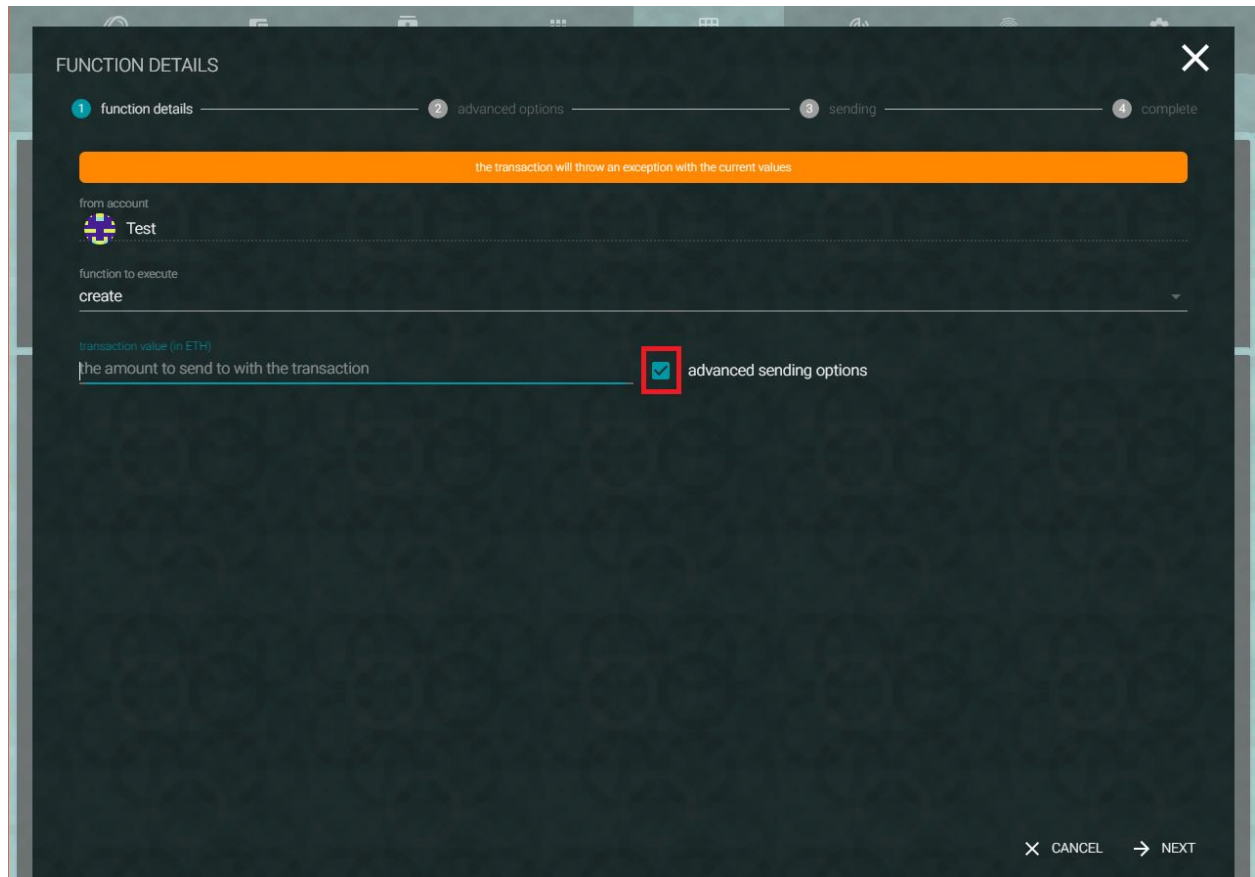 FUNCTION DETAILS
1 function details 2 advanced options 3 sending 4 complete
the transaction will throw an exception with the current values
from account
Test
function to execute
create
transaction value (in ETH)
the amount to send to with the transaction
advanced sending options
CANCEL NEXT